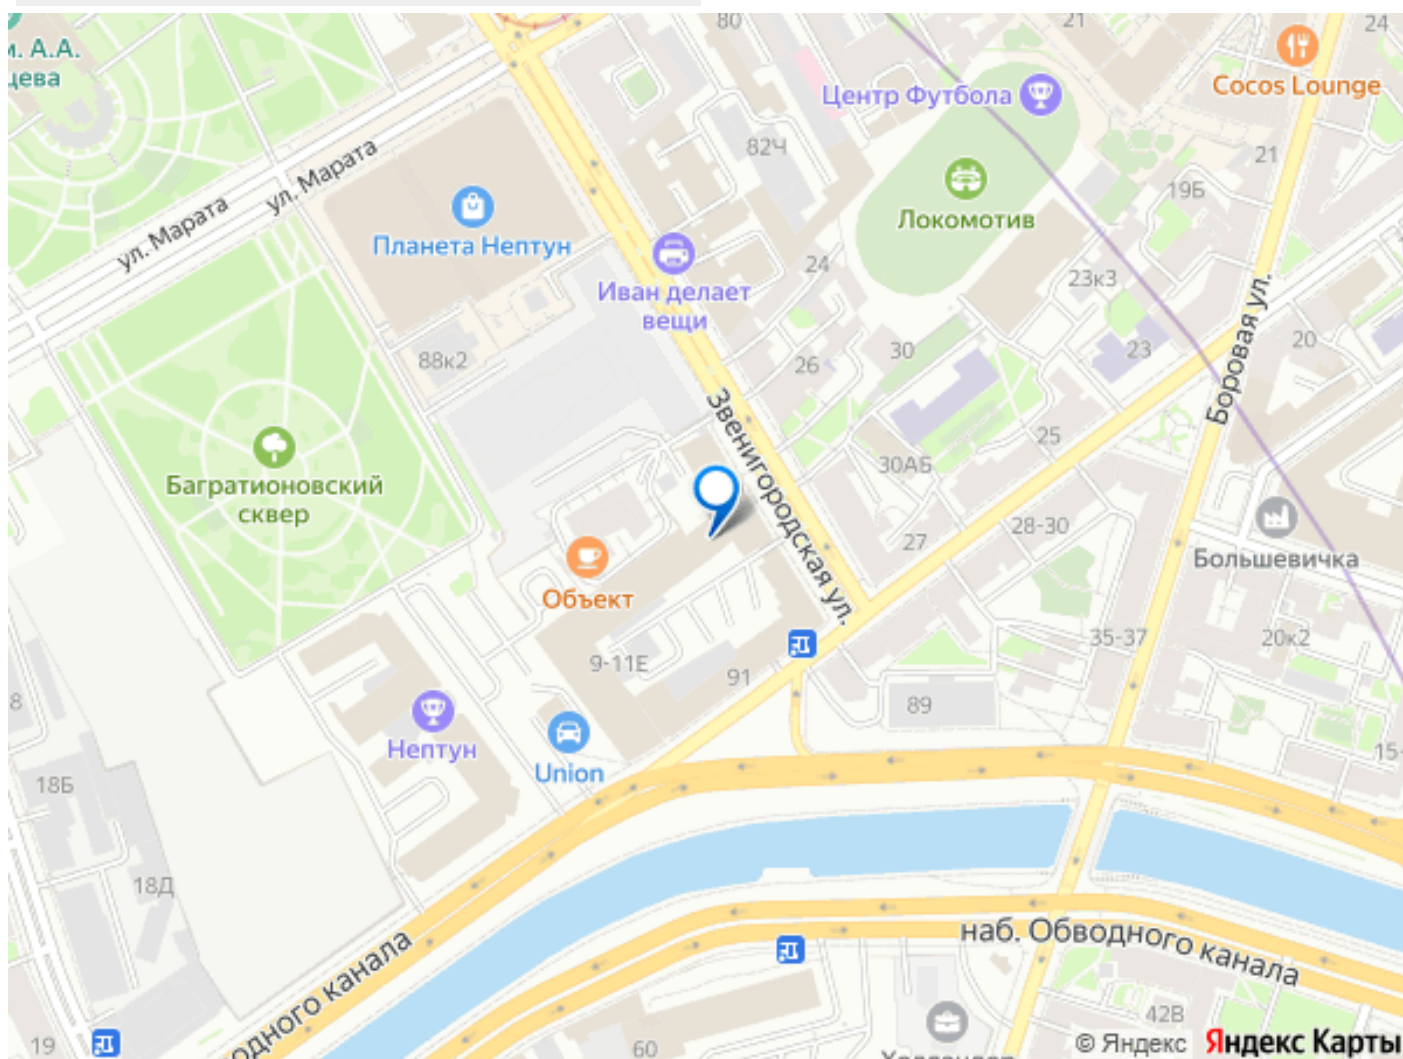 80
21
24
м. А.А.
цева
Cocos Lounge
Центр Футбола
82Ч
21
ул. Марата
ул. Марата
19Б
Локомотив
Планета Нептун
24
23к3
Иван делает
вещи
Боровая ул.
88к2
26
30
23
20
Звенигородская ул.
25
30АБ
Багратионовский
сквер
27
28-30
Большевичка
Объект
9-11Е
91
35-37
20к2
89
8
Нептун
Union
15-
18Б
18Д
наб. Обводного канала
одного канала
42В
19
60
© Яндекс Яндекс Карты